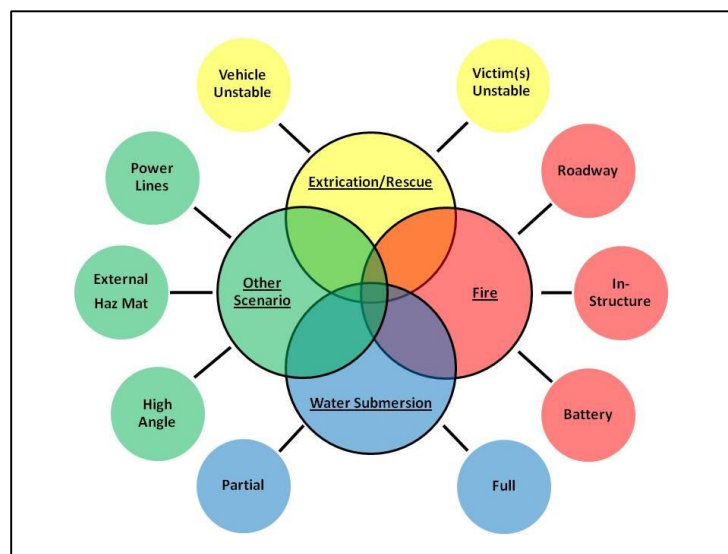 Vehicle
Unstable
Victim(s)
Unstable
Power
Lines
Extrication/Rescue
Roadway
External
Haz Mat
Other
Scenario
Fire
In-
Structure
High
Angle
Water Submersion
Battery
Partial
Full